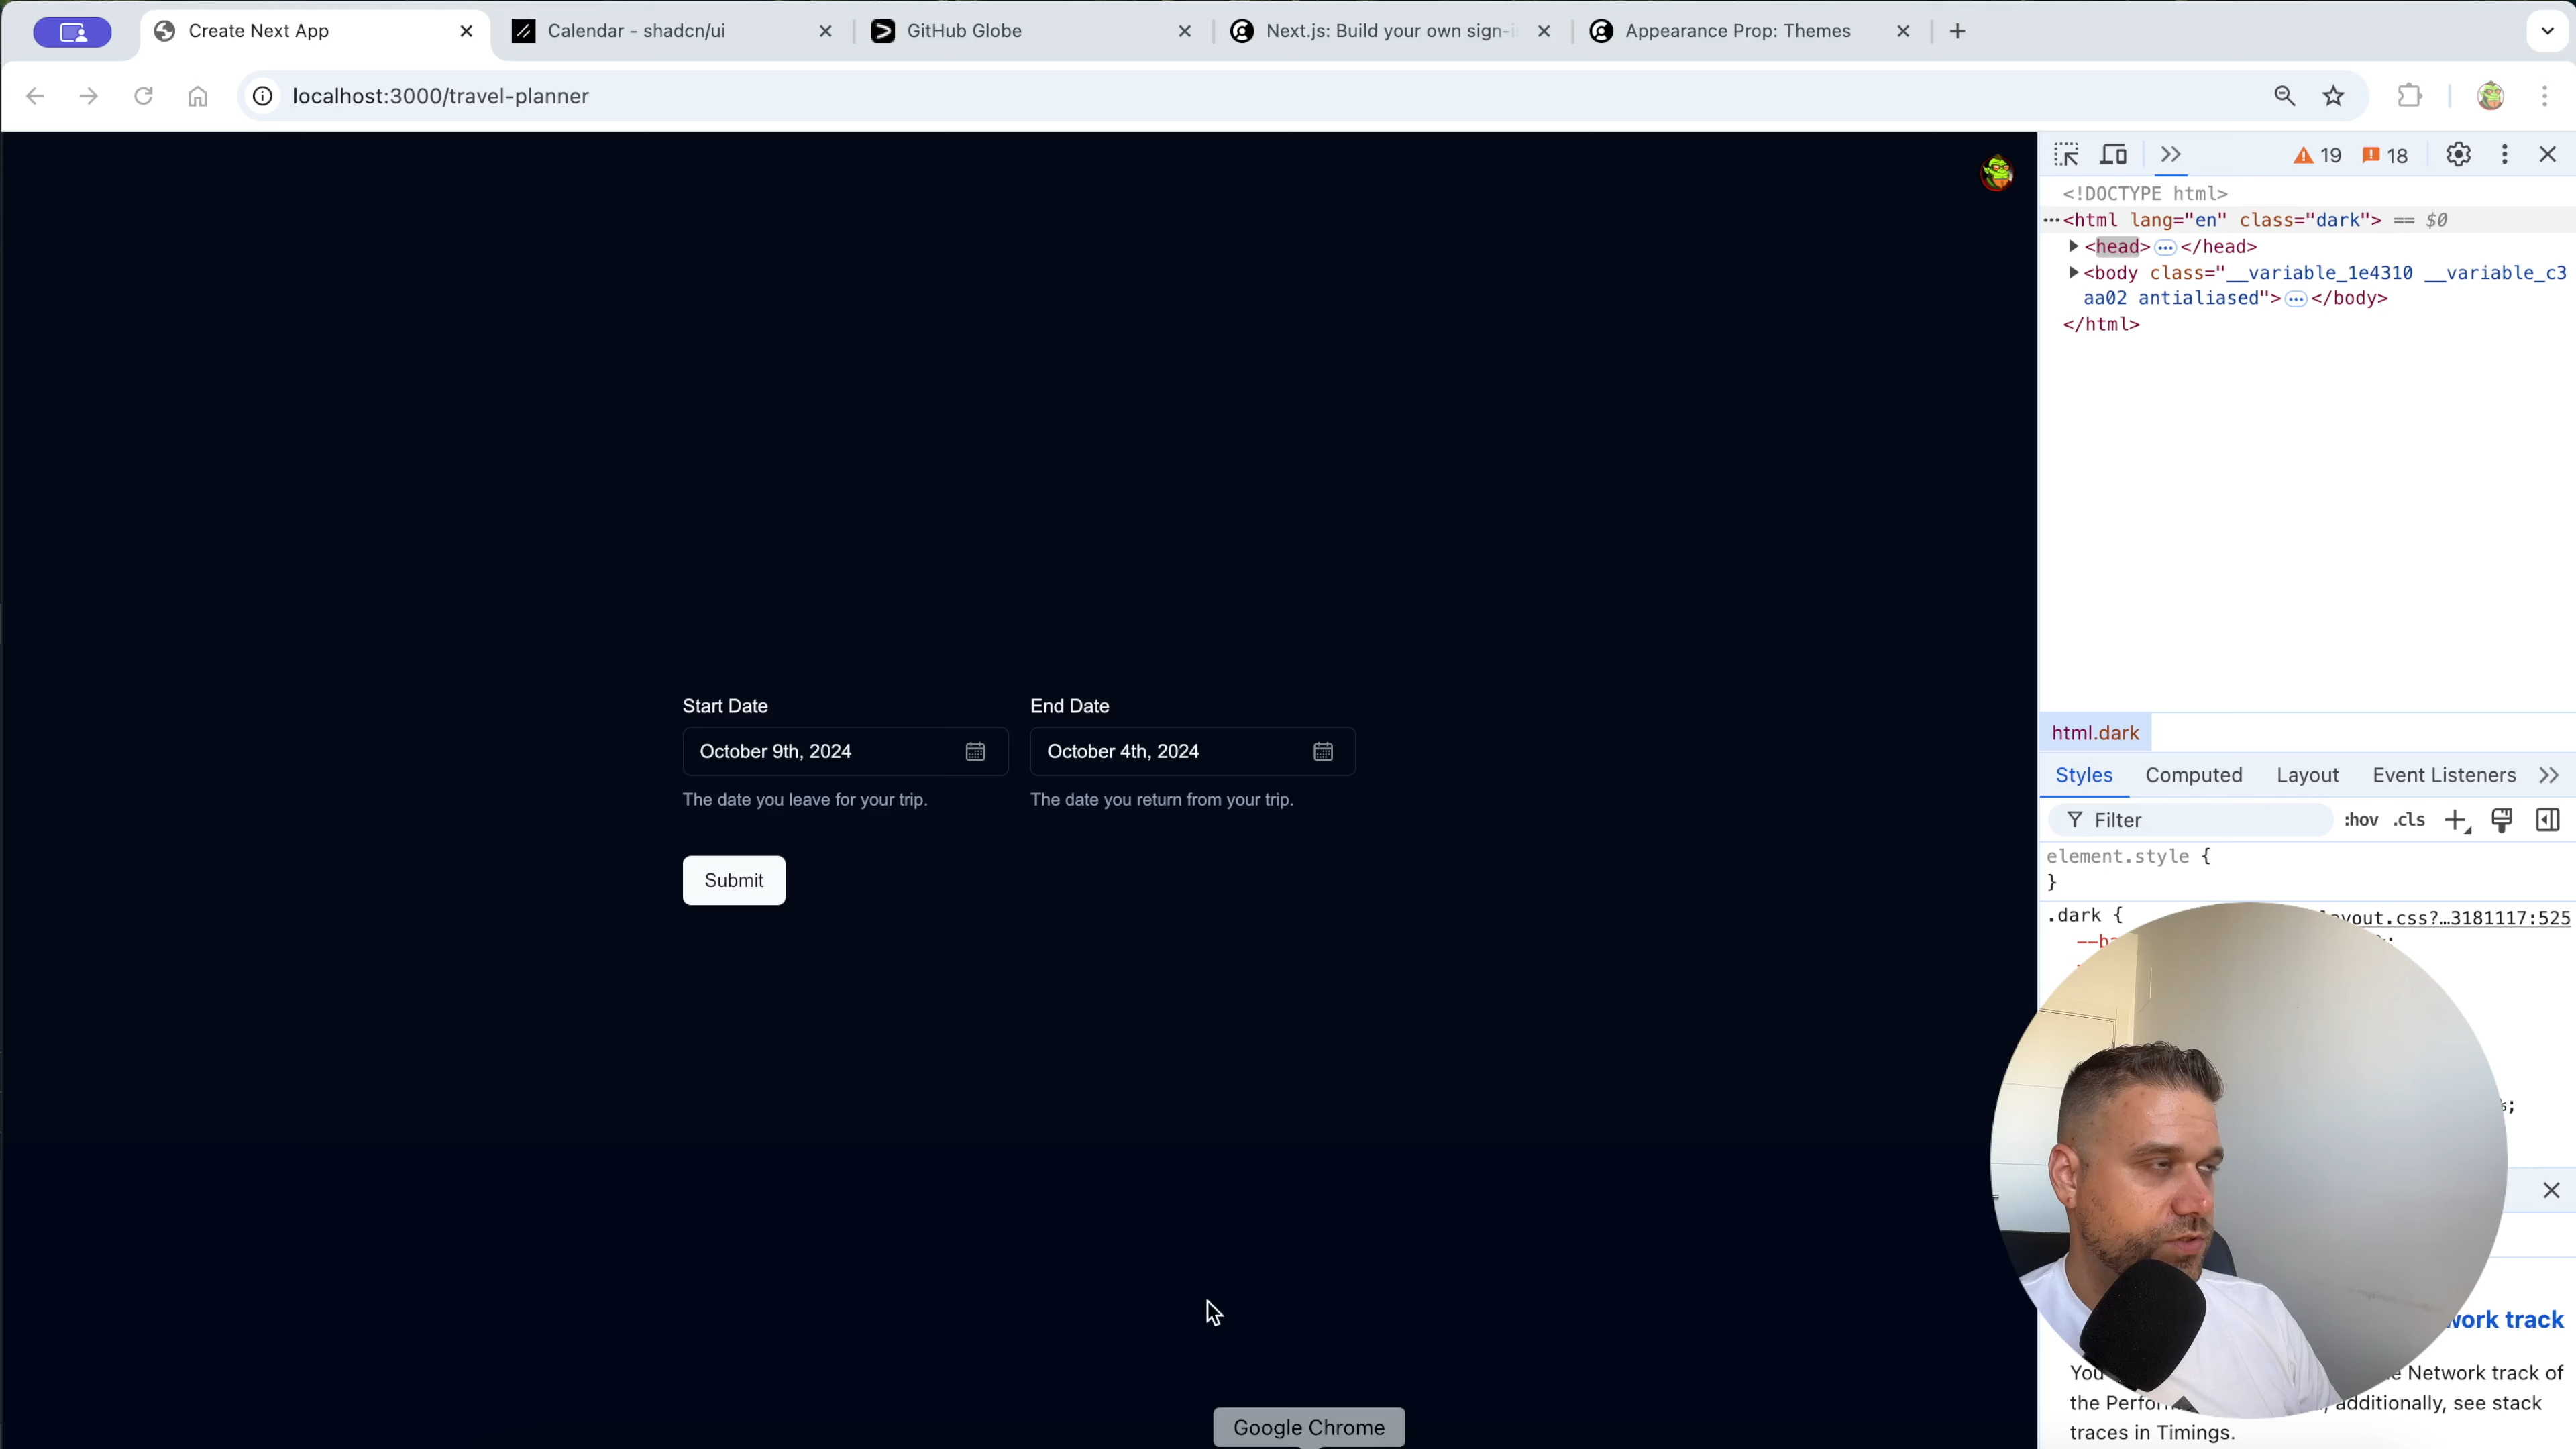 Create Next App
Calendar - shadcn/ui
GitHub Globe
Next.js: Build your own sign-i
Appearance Prop: Themes
localhost:3000/travel-planner
19
18
<!DOCTYPE html>
<html lang="en" class="dark"> == $0
<head> </head>
<body class="__variable_1e4310 __variable_c3
aa02 antialiased"> </body>
</html>
Start Date
End Date
October 9th, 2024
October 4th, 2024
The date you leave for your trip.
The date you return from your trip.
Submit
html.dark
Styles
Computed
Layout
Event Listeners
Filter
:hov
.cls
element.style {
}
.dark {
ayout.css?…3181117:525
--ba
work track
You
e Network track of
the Perfor
, additionally, see stack
traces in Timings.
Google Chrome